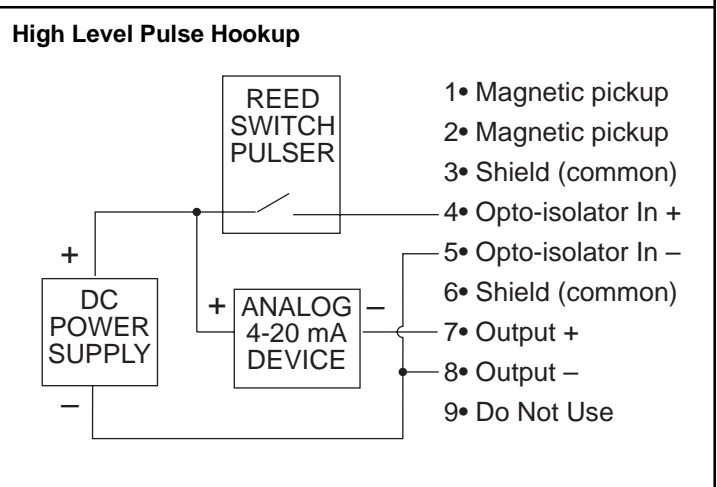 High Level Pulse Hookup
REED
SWITCH
PULSER
1• Magnetic pickup
2• Magnetic pickup
3• Shield (common)
4• Opto-isolator In +
5• Opto-isolator In –
6• Shield (common)
7• Output +
8• Output –
9• Do Not Use
+
DC
POWER
SUPPLY
–
+
ANALOG
4-20 mA
DEVICE
–